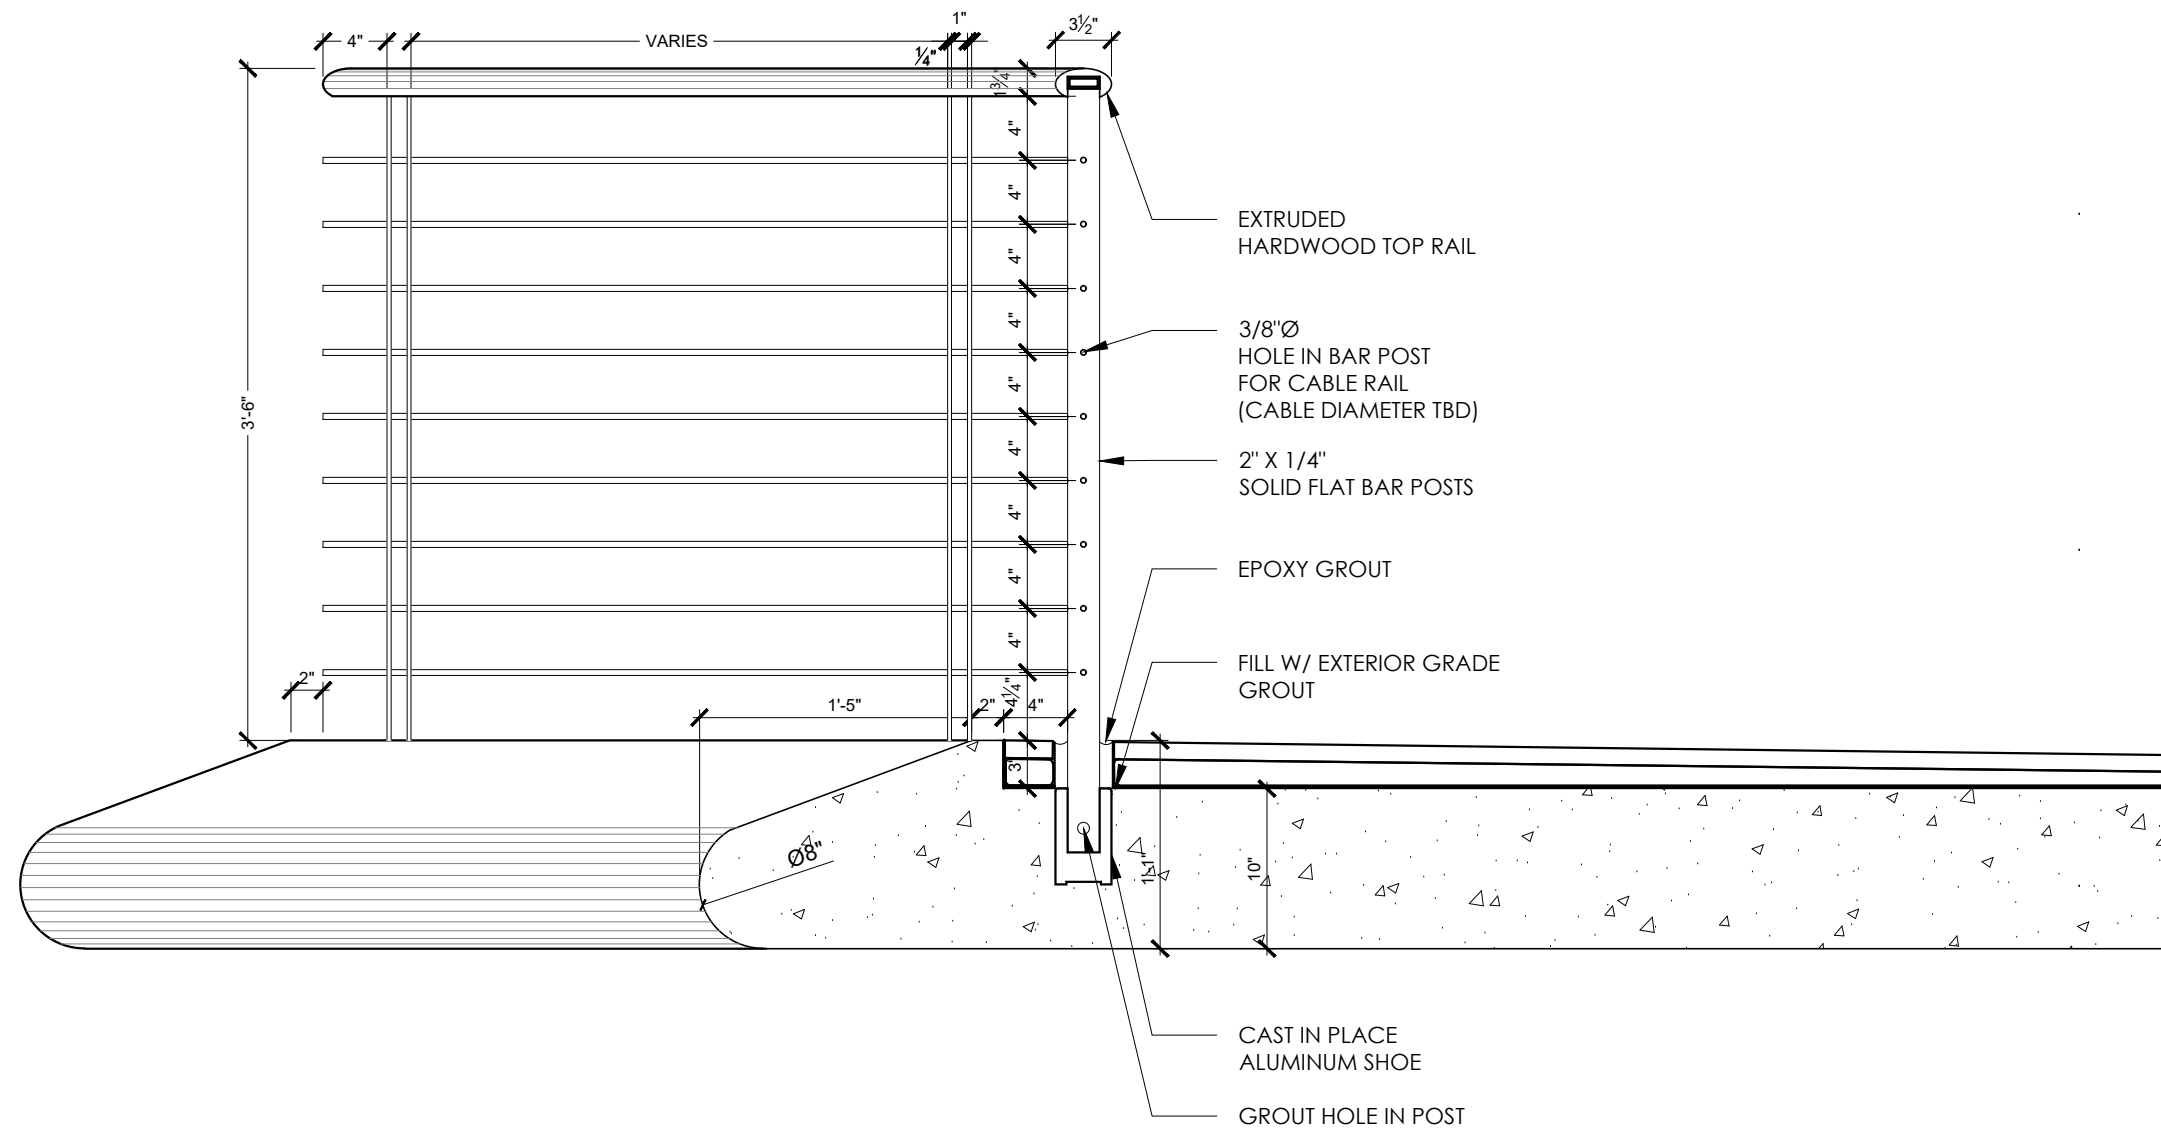 1"
3½"
4"
VARIES
¼"
1¾"
4"
4"
EXTRUDED
HARDWOOD TOP RAIL
4"
4"
3/8"Ø
HOLE IN BAR POST
FOR CABLE RAIL
(CABLE DIAMETER TBD)
3'-6"
4"
4"
2" X 1/4"
SOLID FLAT BAR POSTS
4"
4"
EPOXY GROUT
4"
FILL W/ EXTERIOR GRADE
GROUT
2"
4¼"
1'-5"
2"
4"
3"
Ø8"
1'-1"
10"
CAST IN PLACE
ALUMINUM SHOE
GROUT HOLE IN POST